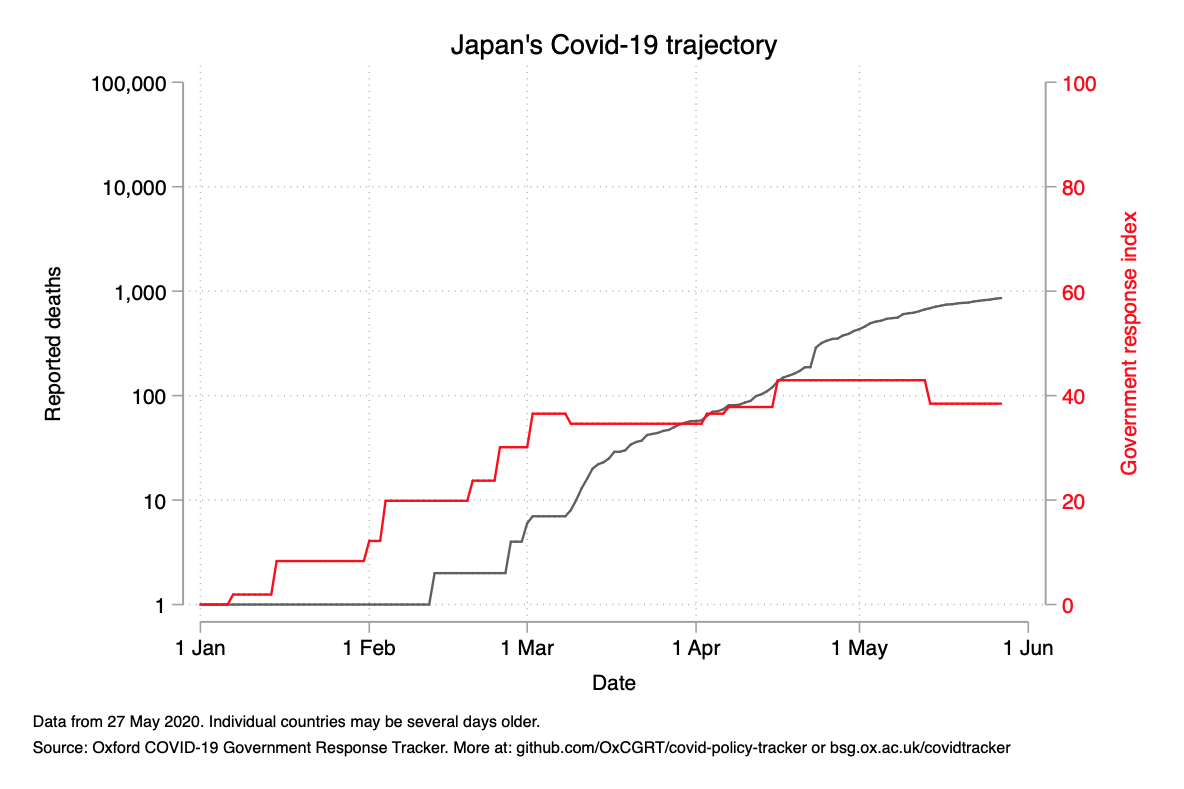 Japan's Covid-19 trajectory
100,000
10,000
1,000
100
10
1
Reported deaths
100
80
60
40
20
0
Government response index
1 Jan 1 Feb 1 Mar 1 Apr 1 May 1 Jun
Date
Data from 27 May 2020. Individual countries may be several days older.
Source: Oxford COVID-19 Government Response Tracker. More at: github.com/OxCGRT/covid-policy-tracker or bsg.ox.ac.uk/covidtracker